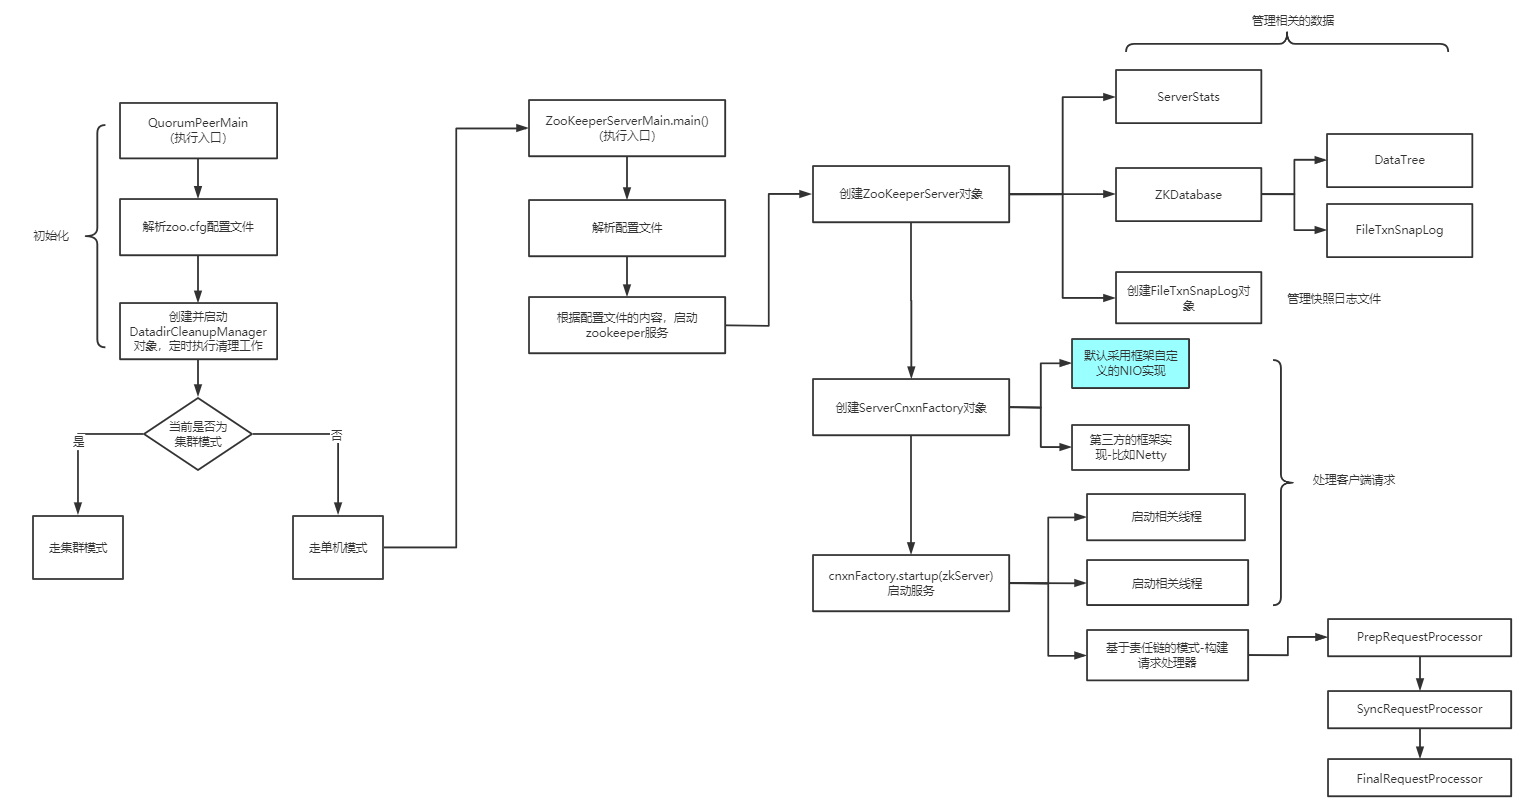 管理相关的数据
初始化
QuorumPeerMain
(执行入口)
解析zoo.cfg配置文件
创建并启动
DatadirCleanupManager
对象，定时执行清理工作
当前是否为
集群模式
是
否
走集群模式
走单机模式
ZooKeeperServerMain.main()
(执行入口)
解析配置文件
根据配置文件的内容，启动
zookeeper服务
创建ZooKeeperServer对象
ServerStats
ZKDatabase
DataTree
FileTxnSnapLog
创建FileTxnSnapLog对
象
管理快照日志文件
创建ServerCnxnFactory对象
默认采用框架自定
义的NIO实现
第三方的框架实
现-比如Netty
处理客户端请求
cnxnFactory.startup(zkServer)
启动服务
启动相关线程
启动相关线程
基于责任链的模式-构建
请求处理器
PrepRequestProcessor
SyncRequestProcessor
FinalRequestProcessor